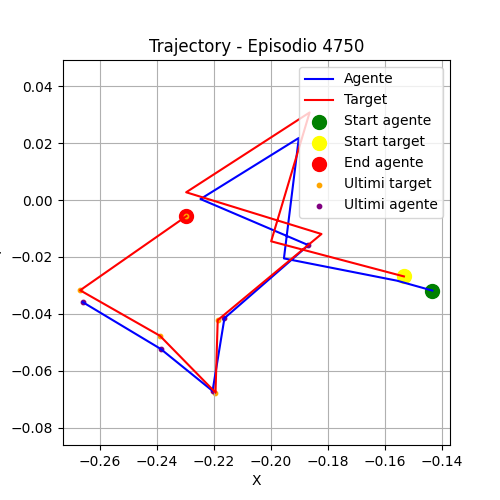 Trajectory - Episodio 4750
Agente
Target
Start agente
Start target
End agente
Ultimi target
Ultimi agente
0.04
0.02
0.00
−0.02
−0.04
−0.06
−0.08
−0.26
−0.24
−0.22
−0.20
−0.18
−0.16
−0.14
X